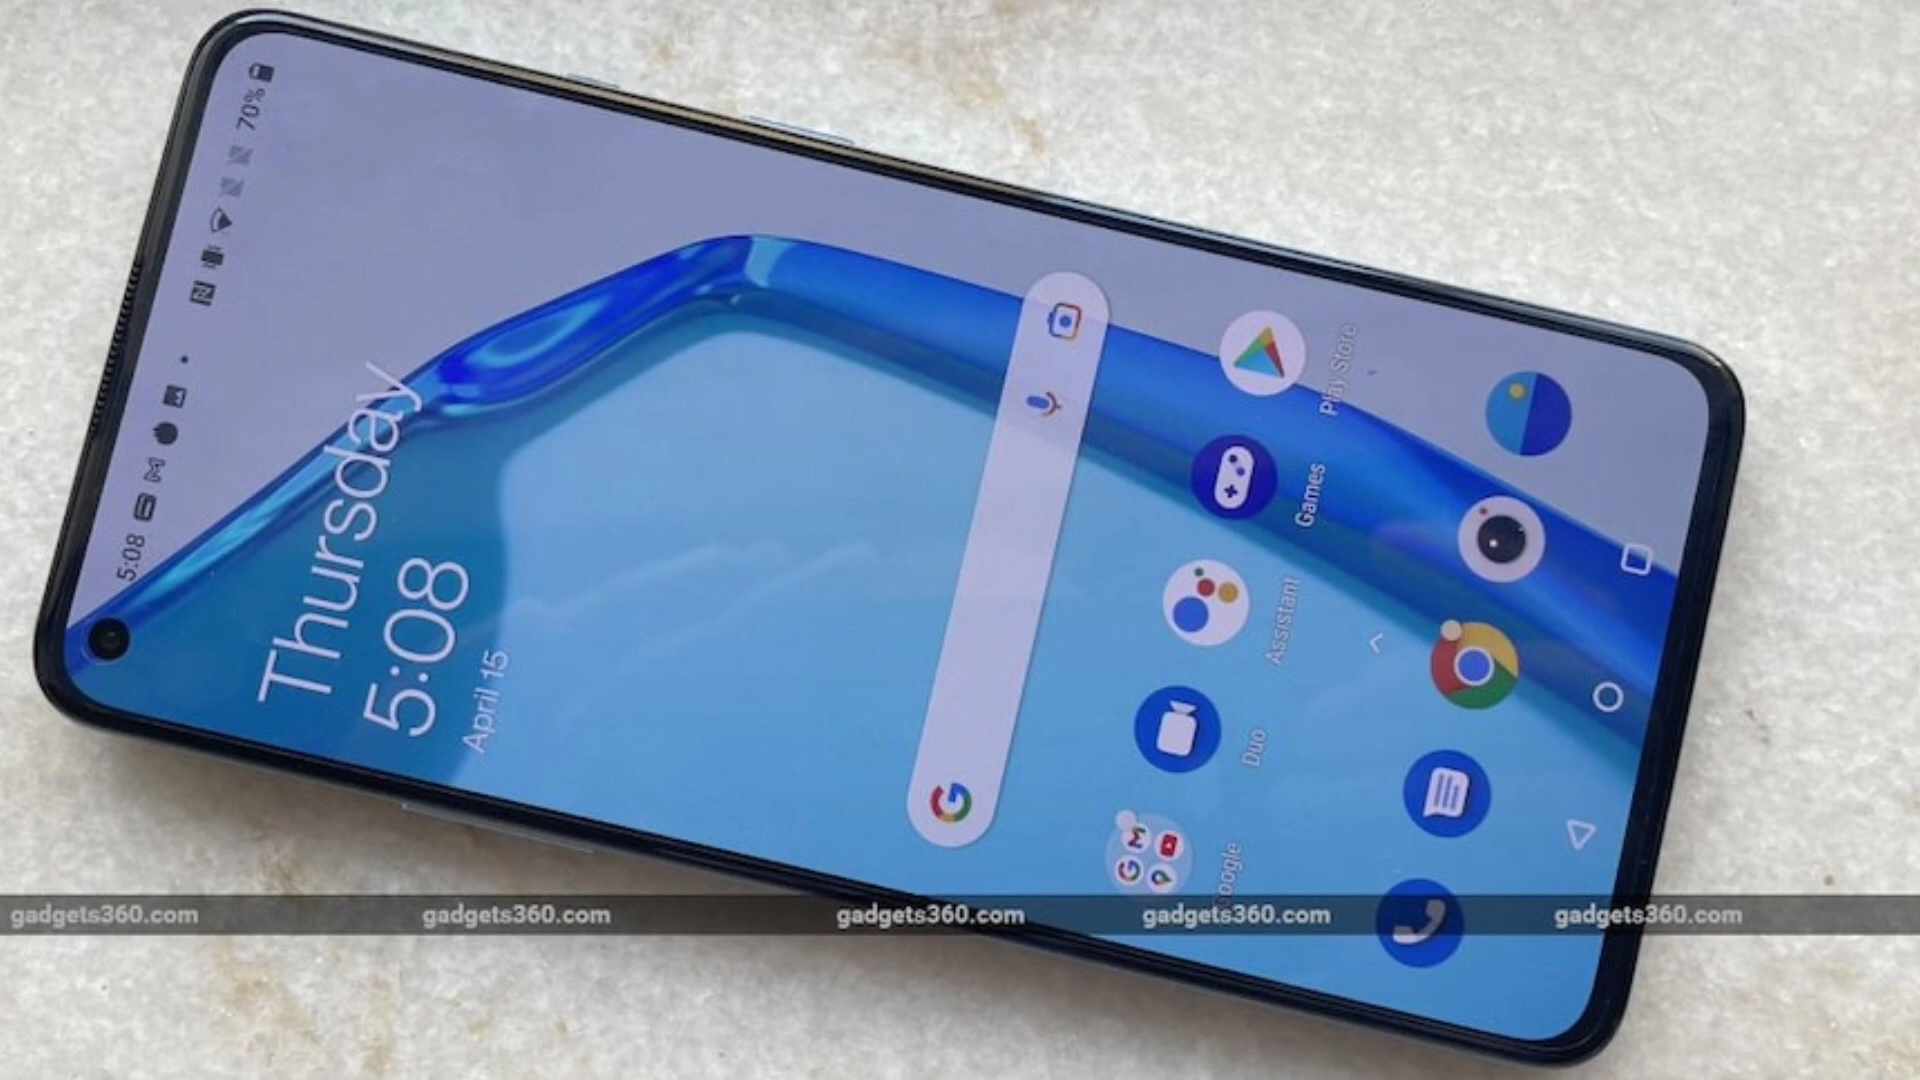 5:08
70%
Thursday
5:08
April 15
Google
Duo
Assistant
Games
Play Store
gadgets360.com gadgets360.com gadgets360.com gadgets360.com gadgets360.com